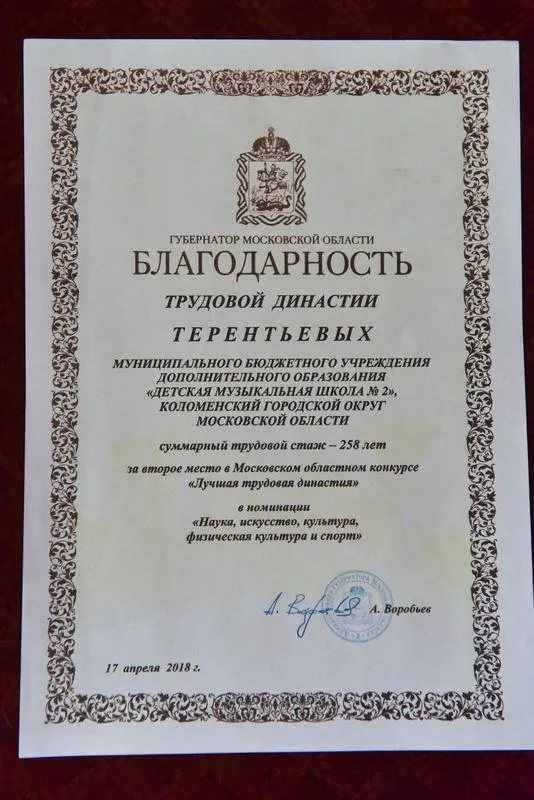 ГУБЕРНАТОР МОСКОВСКОЙ ОБЛАСТИ
БЛАГОДАРНОСТЬ
ТРУДОВОЙ ДИНАСТИИ
ТЕРЕНТЬЕВЫХ
МУНИЦИПАЛЬНОГО БЮДЖЕТНОГО УЧРЕЖДЕНИЯ
ДОПОЛНИТЕЛЬНОГО ОБРАЗОВАНИЯ
«ДЕТСКАЯ МУЗЫКАЛЬНАЯ ШКОЛА № 2»,
КОЛОМЕНСКИЙ ГОРОДСКОЙ ОКРУГ
МОСКОВСКОЙ ОБЛАСТИ
суммарный трудовой стаж – 258 лет
за второе место в Московском областном конкурсе
«Лучшая трудовая династия»
в номинации
«Наука, искусство, культура,
физическая культура и спорт»
А. Воробьев
17 апреля 2018 г.